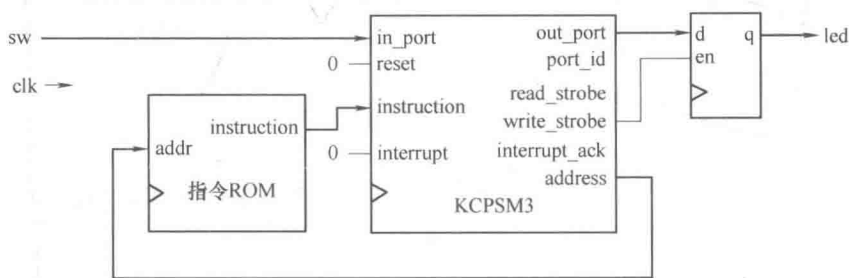 sw
clk
0
0
instruction
addr
指令ROM
in_port
reset
instruction
interrupt
out_port
port_id
read_strobe
write_strobe
interrupt_ack
address
KCPSM3
d
q
en
led